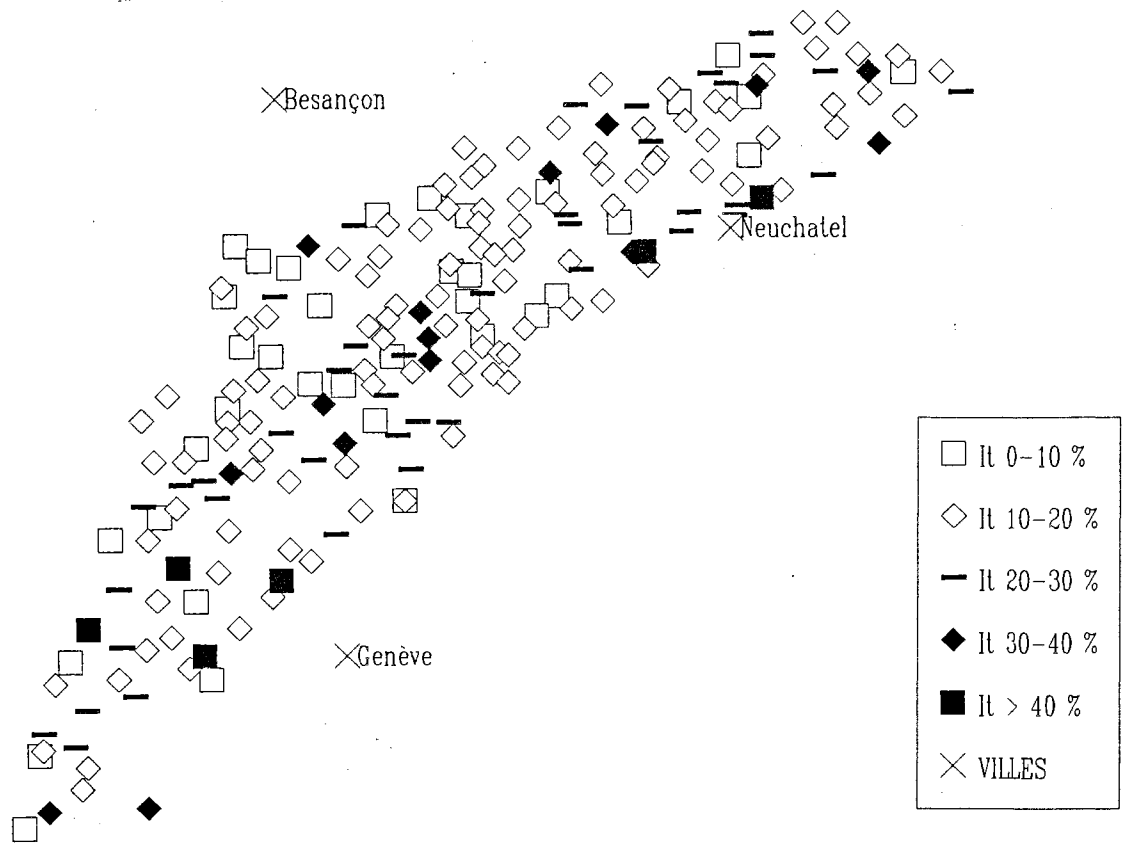 Besançon
Neuchatel
Genève
It 0-10 %
It 10-20 %
It 20-30 %
It 30-40 %
It > 40 %
VILLES